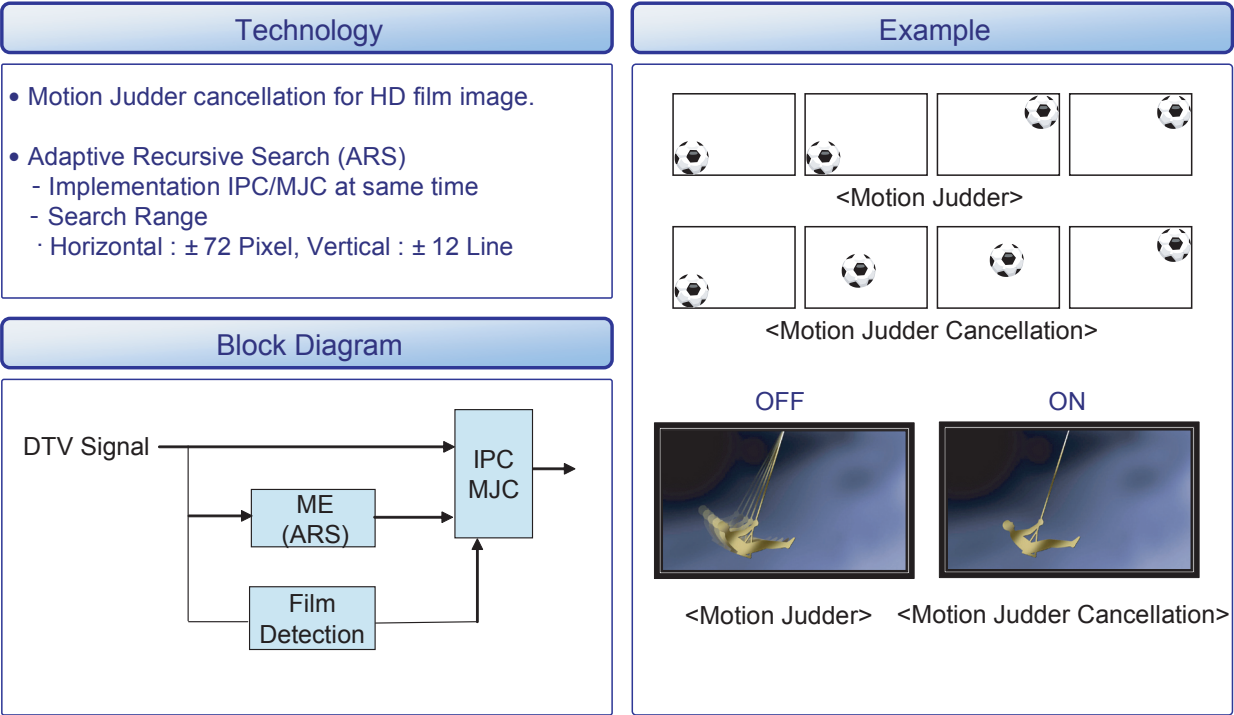 Technology
• Motion Judder cancellation for HD film image.
• Adaptive Recursive Search (ARS)
- Implementation IPC/MJC at same time
- Search Range
· Horizontal : ± 72 Pixel, Vertical : ± 12 Line
Block Diagram
DTV Signal
IPC
MJC
ME
(ARS)
Film
Detection
Example
<Motion Judder>
<Motion Judder Cancellation>
OFF
ON
<Motion Judder>
<Motion Judder Cancellation>